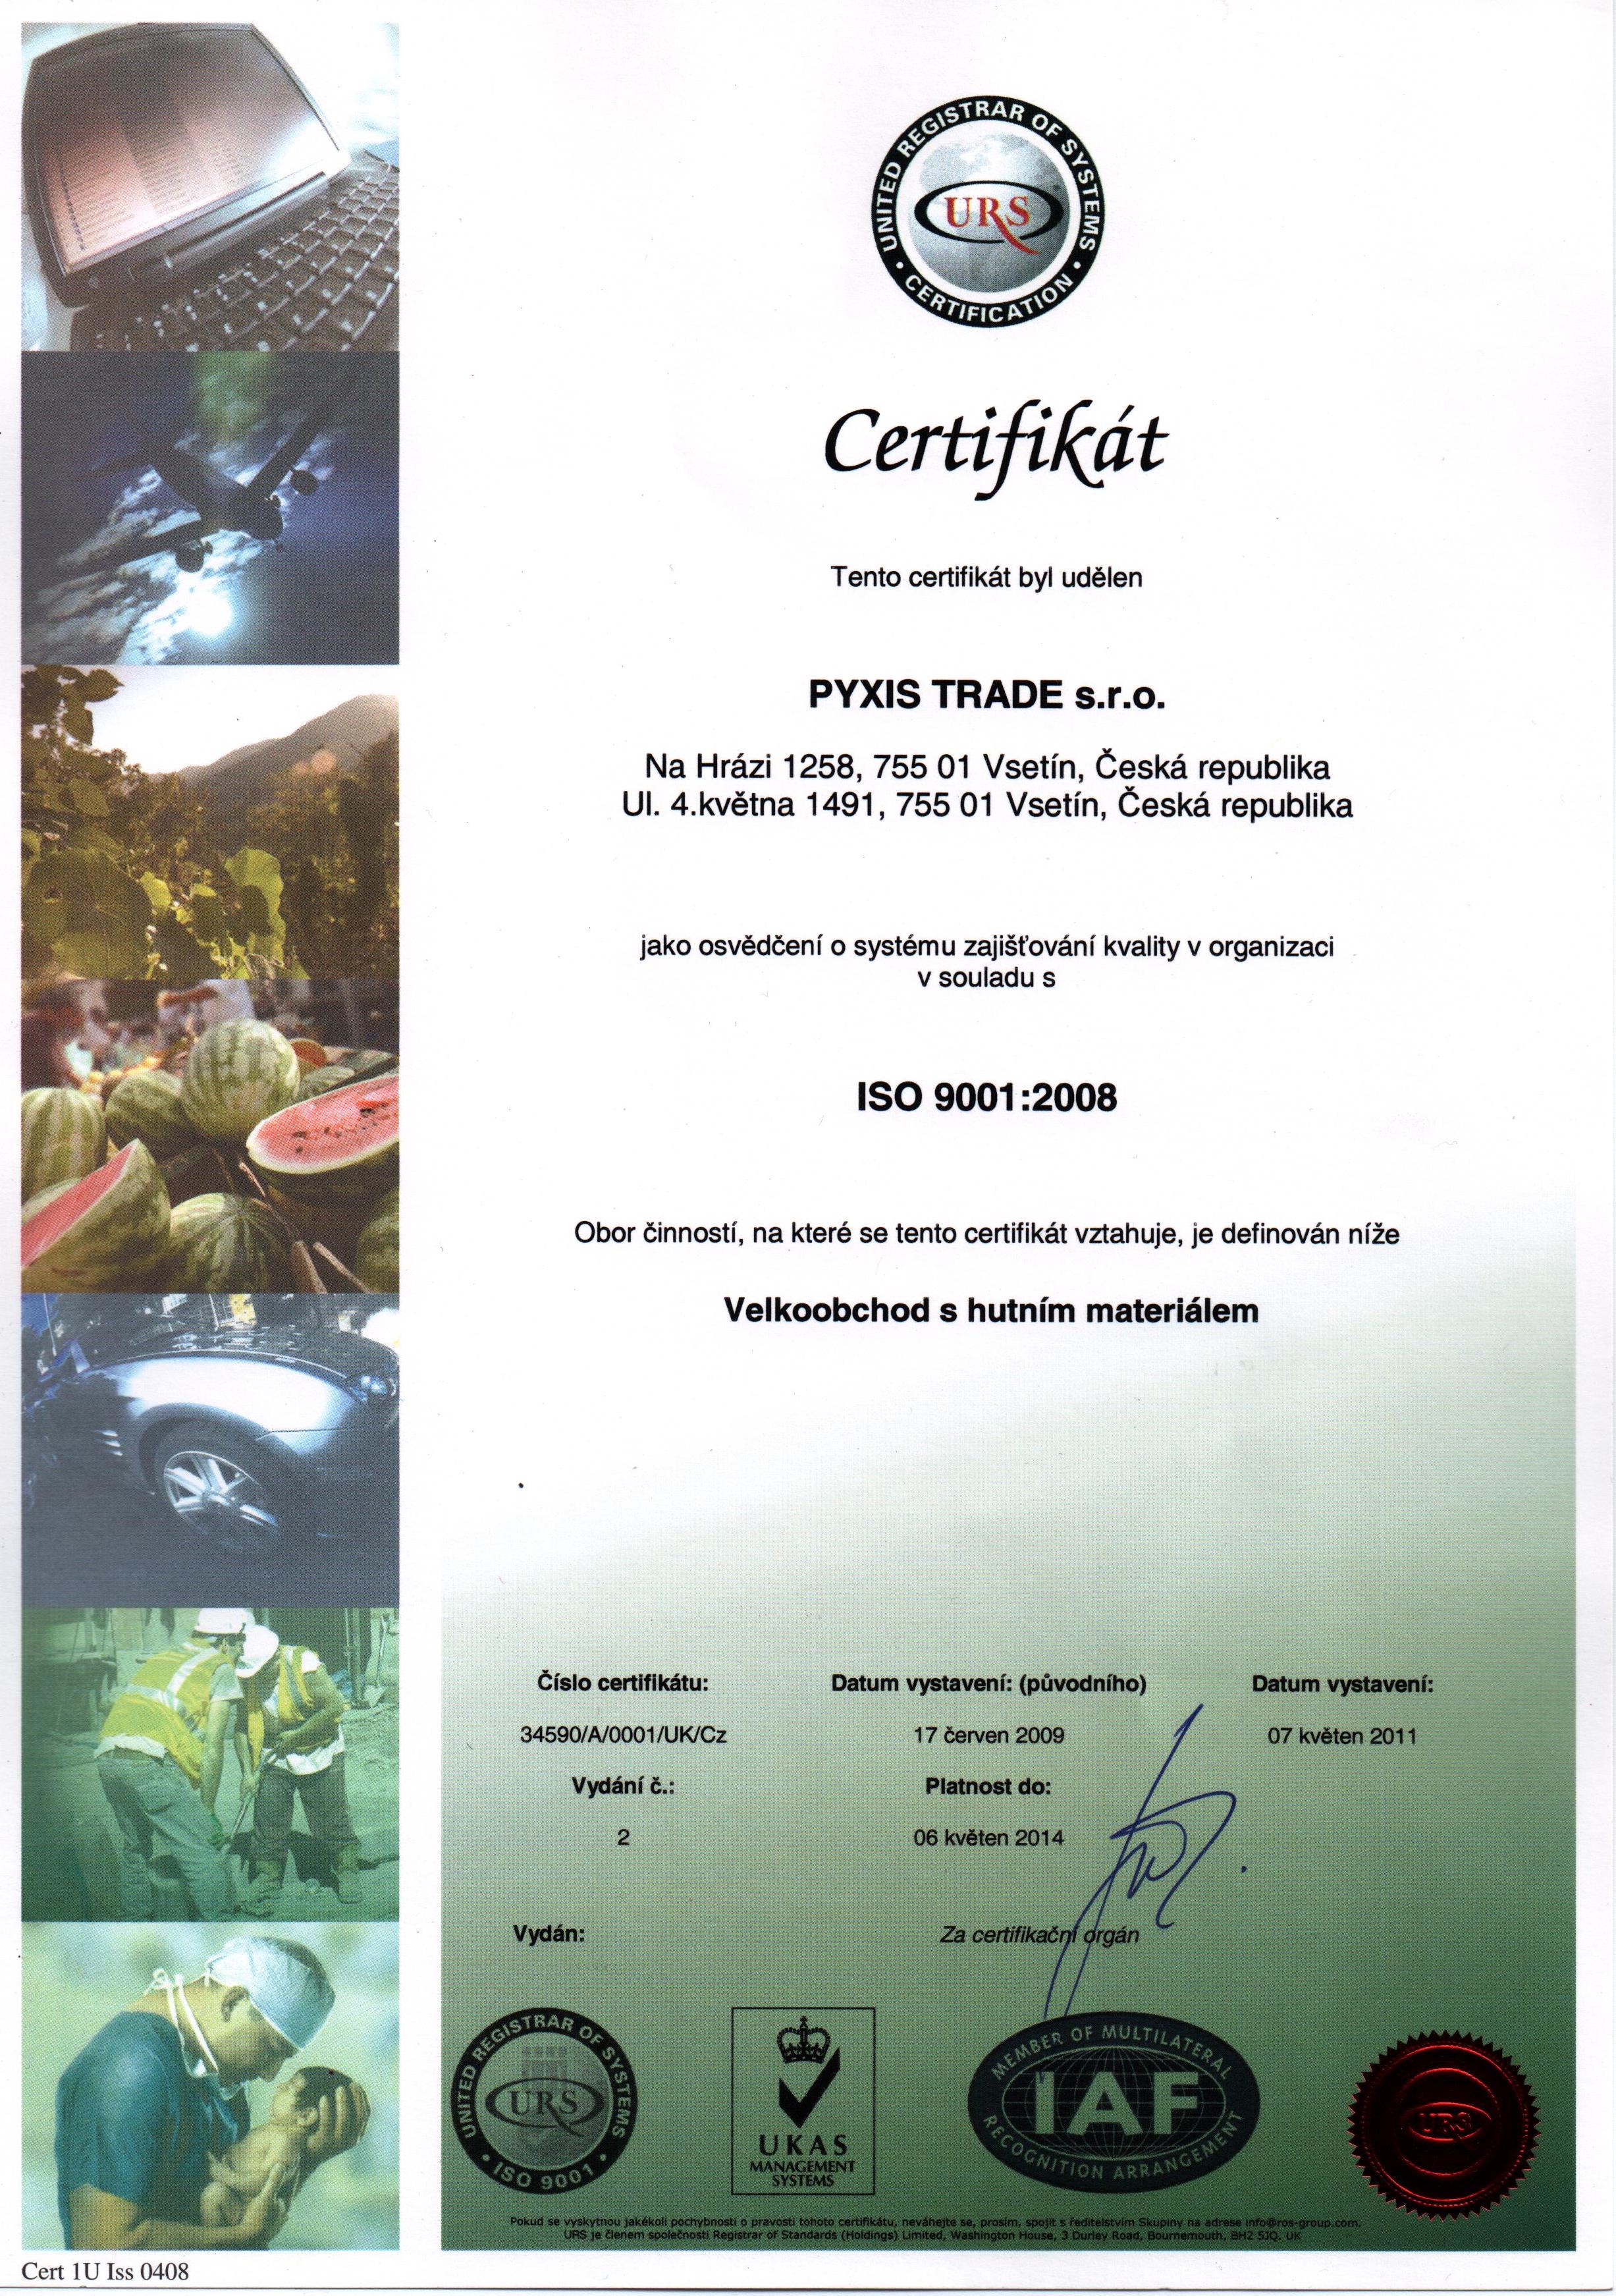 UNITED REGISTRAR OF SYSTEMS
URS
• CERTIFICATION •
Certifikát
Tento certifikát byl udělen
PYXIS TRADE s.r.o.
Na Hrázi 1258, 755 01 Vsetín, Česká republika
Ul. 4.května 1491, 755 01 Vsetín, Česká republika
jako osvědčení o systému zajišťování kvality v organizaci
v souladu s
ISO 9001:2008
Obor činností, na které se tento certifikát vztahuje, je definován níže
Velkoobchod s hutním materiálem
Číslo certifikátu: Datum vystavení: (původního) Datum vystavení:
34590/A/0001/UK/Cz 17 červen 2009 07 květen 2011
Vydání č.: Platnost do:
2 06 květen 2014
Vydán: Za certifikační orgán
UNITED REGISTRAR OF SYSTEMS
URS
• ISO 9001 •
UKAS
MANAGEMENT
SYSTEMS
MEMBER OF MULTILATERAL
IAF
RECOGNITION ARRANGEMENT
URS
Pokud se vyskytnou jakékoli pochybnosti o pravosti tohoto certifikátu, neváhejte se, prosím, spojit s ředitelstvím Skupiny na adrese info@ros-group.com.
URS je členem společnosti Registrar of Standards (Holdings) Limited, Washington House, 3 Durley Road, Bournemouth, BH2 5JQ. UK
Cert 1U Iss 0408